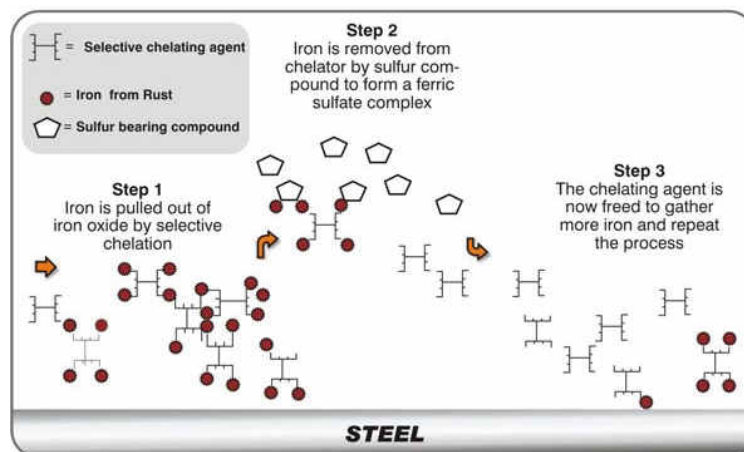 = Selective chelating agent
= Iron from Rust
= Sulfur bearing compound
Step 1
Iron is pulled out of
iron oxide by selective
chelation
Step 2
Iron is removed from
chelator by sulfur com-
pound to form a ferric
sulfate complex
Step 3
The chelating agent is
now freed to gather
more iron and repeat
the process
STEEL